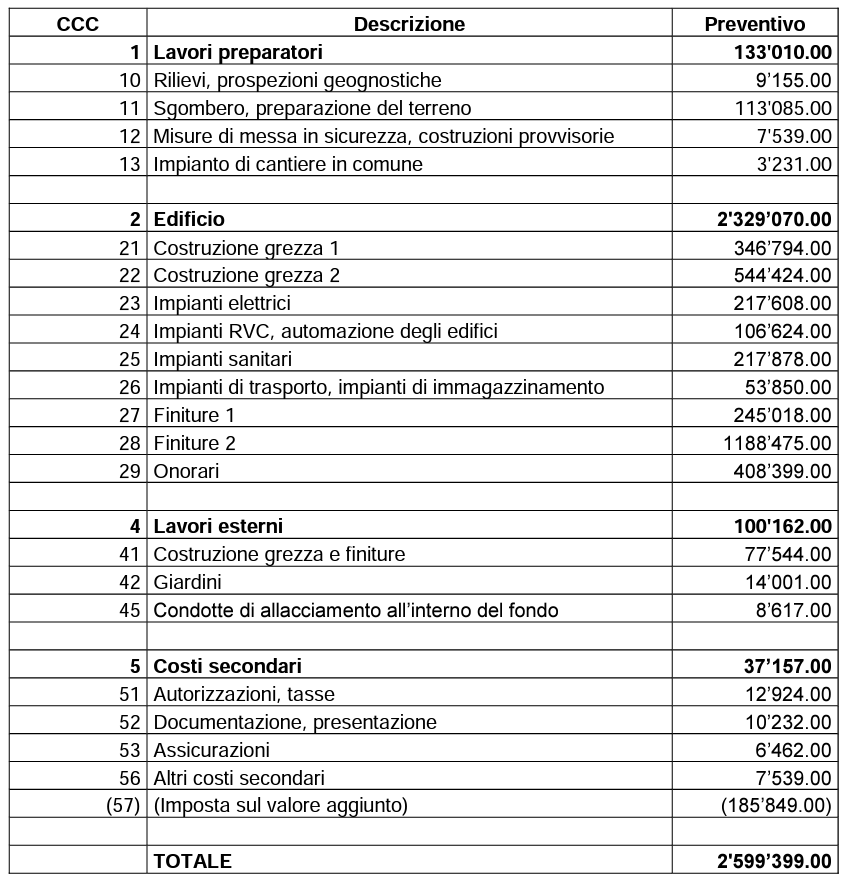 CCC Descrizione Preventivo
1 Lavori preparatori 133'010.00
10 Rilievi, prospezioni geognostiche 9’155.00
11 Sgombero, preparazione del terreno 113'085.00
12 Misure di messa in sicurezza, costruzioni provvisorie 7'539.00
13 Impianto di cantiere in comune 3’231.00
2 Edificio 2'329’070.00
21 Costruzione grezza 1 346’794.00
22 Costruzione grezza 2 544’424.00
23 Impianti elettrici 217’608.00
24 Impianti RVC, automazione degli edifici 106’624.00
25 Impianti sanitari 217’878.00
26 Impianti di trasporto, impianti di immagazzinamento 53’850.00
27 Finiture 1 245’018.00
28 Finiture 2 1188’475.00
29 Onorari 408’399.00
4 Lavori esterni 100'162.00
41 Costruzione grezza e finiture 77’544.00
42 Giardini 14’001.00
45 Condotte di allacciamento all’interno del fondo 8’617.00
5 Costi secondari 37’157.00
51 Autorizzazioni, tasse 12’924.00
52 Documentazione, presentazione 10’232.00
53 Assicurazioni 6’462.00
56 Altri costi secondari 7’539.00
(57) (Imposta sul valore aggiunto) (185’849.00)
TOTALE 2'599’399.00